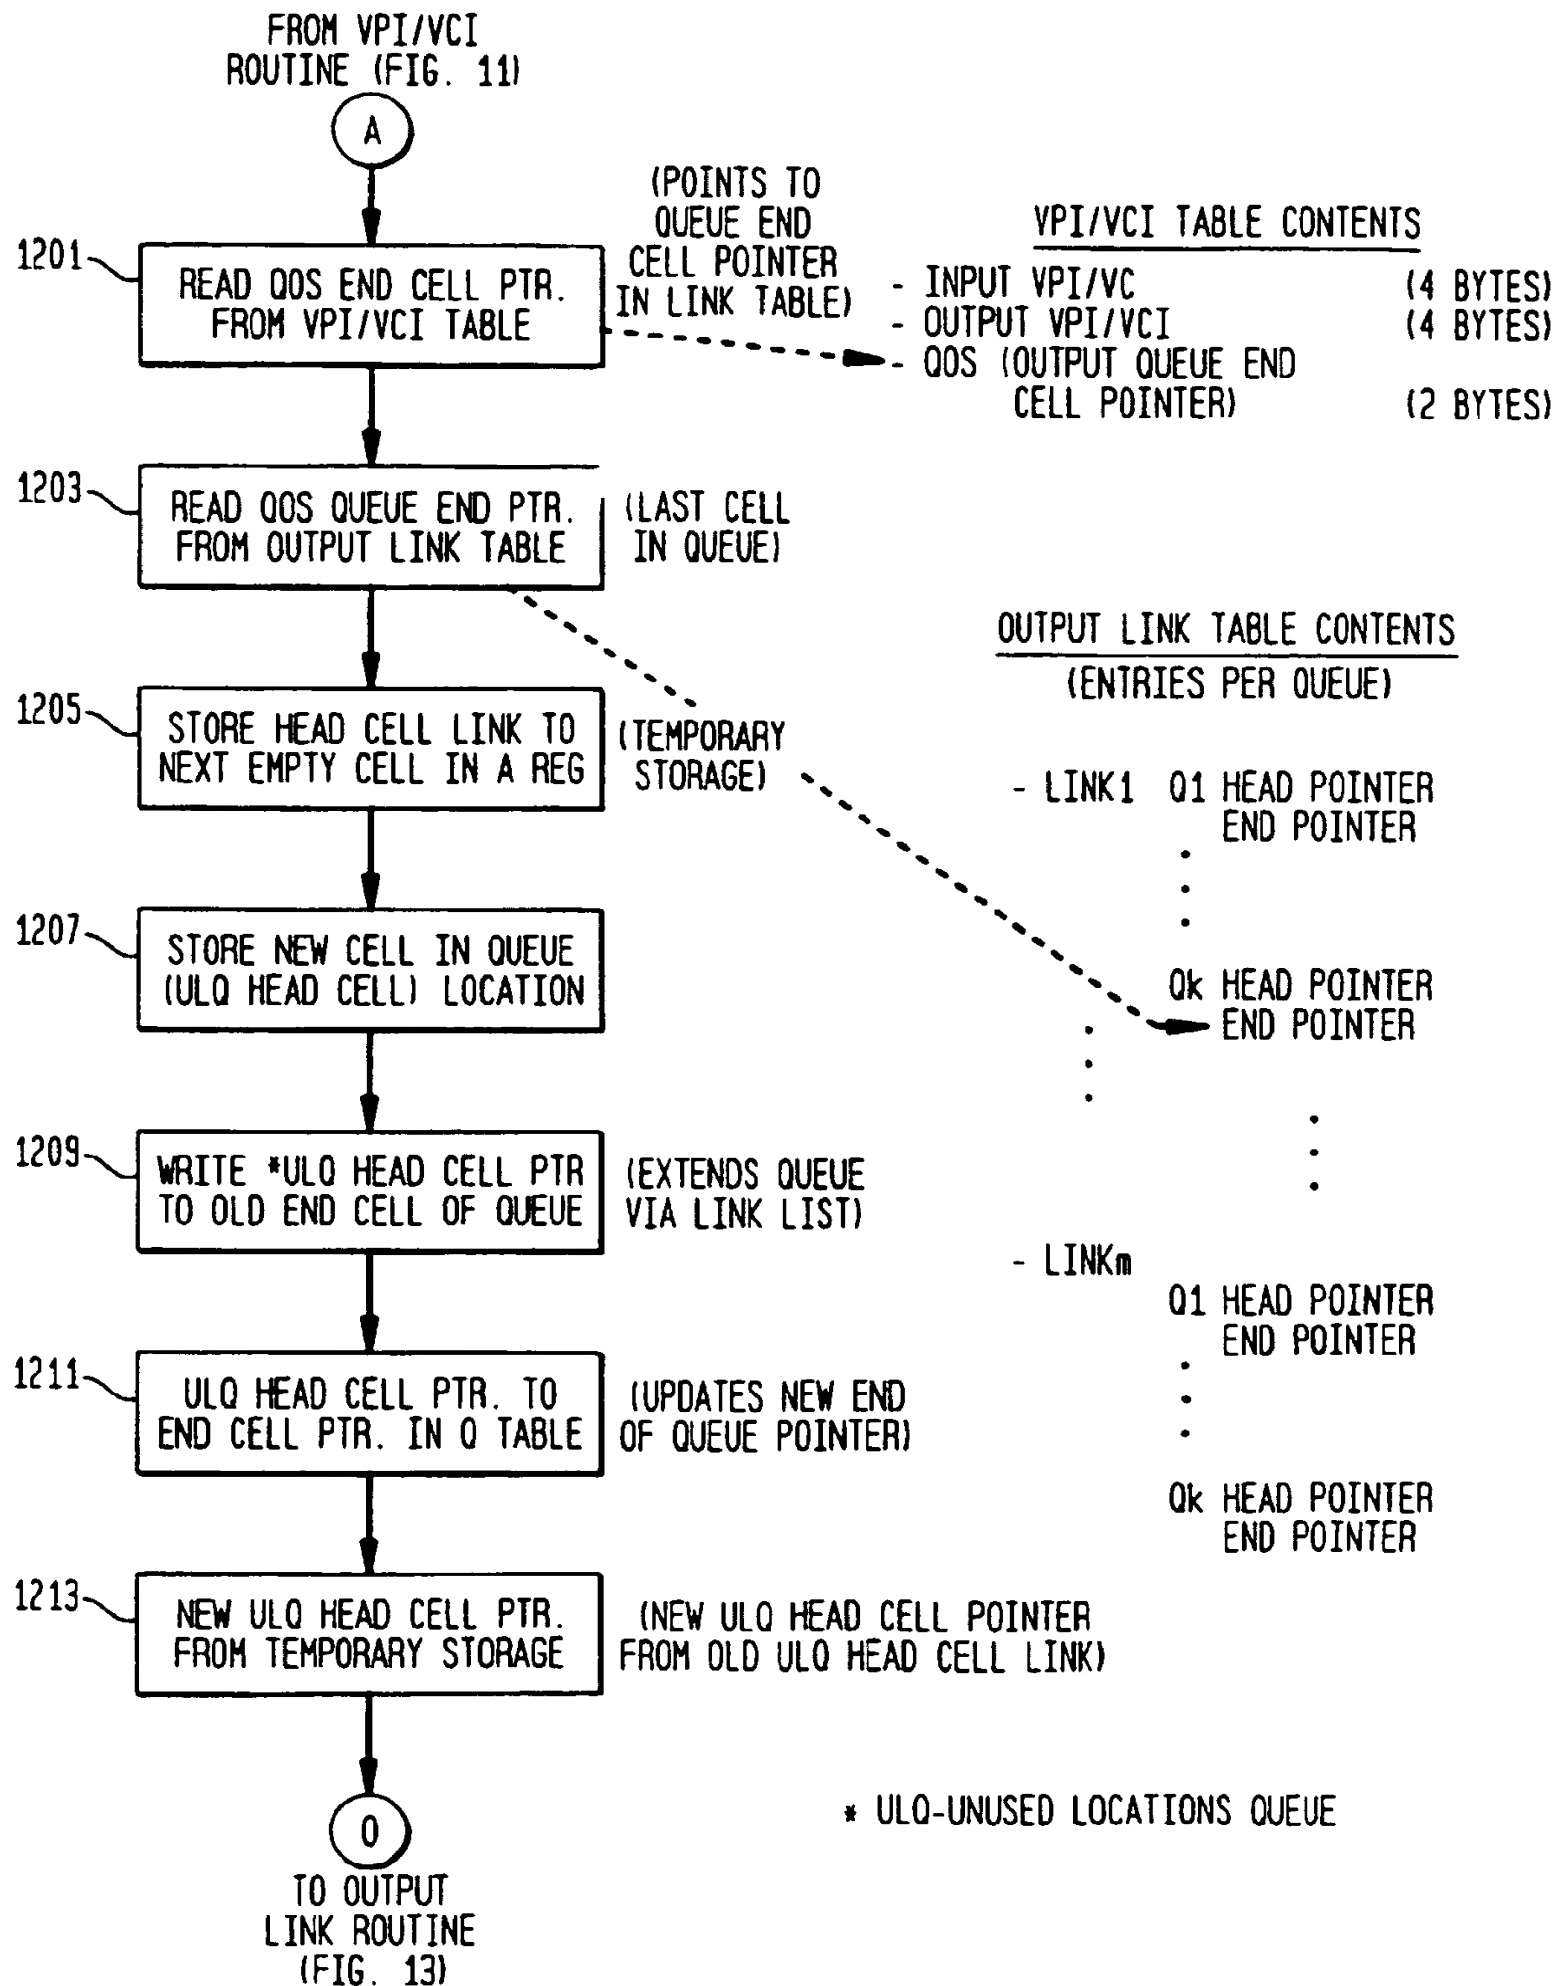 FROM VPI/VCI
ROUTINE (FIG. 11)
A
1201
READ QOS END CELL PTR.
FROM VPI/VCI TABLE
(POINTS TO
QUEUE END
CELL POINTER
IN LINK TABLE)
VPI/VCI TABLE CONTENTS
- INPUT VPI/VC (4 BYTES)
- OUTPUT VPI/VCI (4 BYTES)
- QOS (OUTPUT QUEUE END
CELL POINTER) (2 BYTES)
1203
READ QOS QUEUE END PTR.
FROM OUTPUT LINK TABLE
(LAST CELL
IN QUEUE)
1205
STORE HEAD CELL LINK TO
NEXT EMPTY CELL IN A REG
(TEMPORARY
STORAGE)
1207
STORE NEW CELL IN QUEUE
(ULQ HEAD CELL) LOCATION
1209
WRITE *ULQ HEAD CELL PTR
TO OLD END CELL OF QUEUE
(EXTENDS QUEUE
VIA LINK LIST)
1211
ULQ HEAD CELL PTR. TO
END CELL PTR. IN Q TABLE
(UPDATES NEW END
OF QUEUE POINTER)
1213
NEW ULQ HEAD CELL PTR.
FROM TEMPORARY STORAGE
(NEW ULQ HEAD CELL POINTER
FROM OLD ULQ HEAD CELL LINK)
OUTPUT LINK TABLE CONTENTS
(ENTRIES PER QUEUE)
- LINK1 Q1 HEAD POINTER
END POINTER
Qk HEAD POINTER
END POINTER
- LINKm
Q1 HEAD POINTER
END POINTER
Qk HEAD POINTER
END POINTER
* ULQ-UNUSED LOCATIONS QUEUE
O
TO OUTPUT
LINK ROUTINE
(FIG. 13)